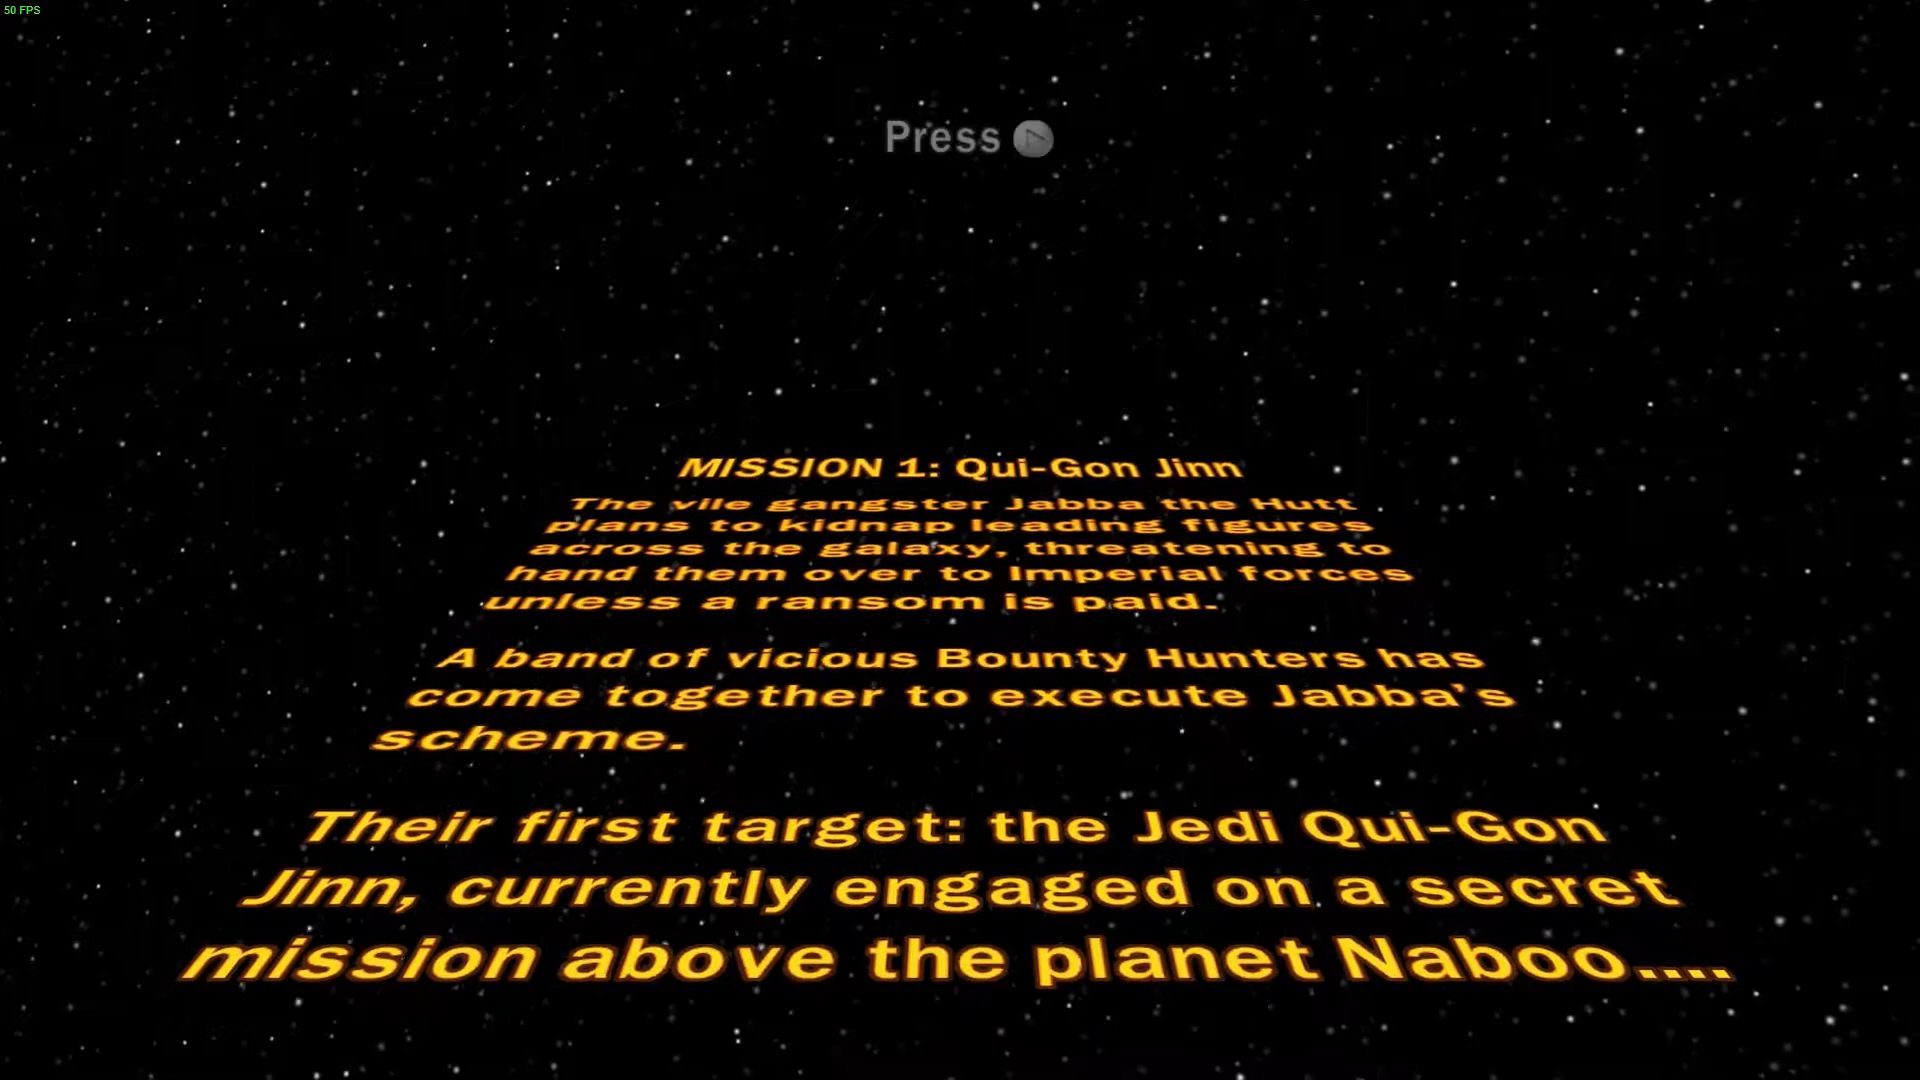 50 FPS
Press
MISSION 1: Qui-Gon Jinn
The vile gangster Jabba the Hutt
plans to kidnap leading figures
across the galaxy, threatening to
hand them over to Imperial forces
unless a ransom is paid.
A band of vicious Bounty Hunters has
come together to execute Jabba's
scheme.
Their first target: the Jedi Qui-Gon
Jinn, currently engaged on a secret
mission above the planet Naboo....